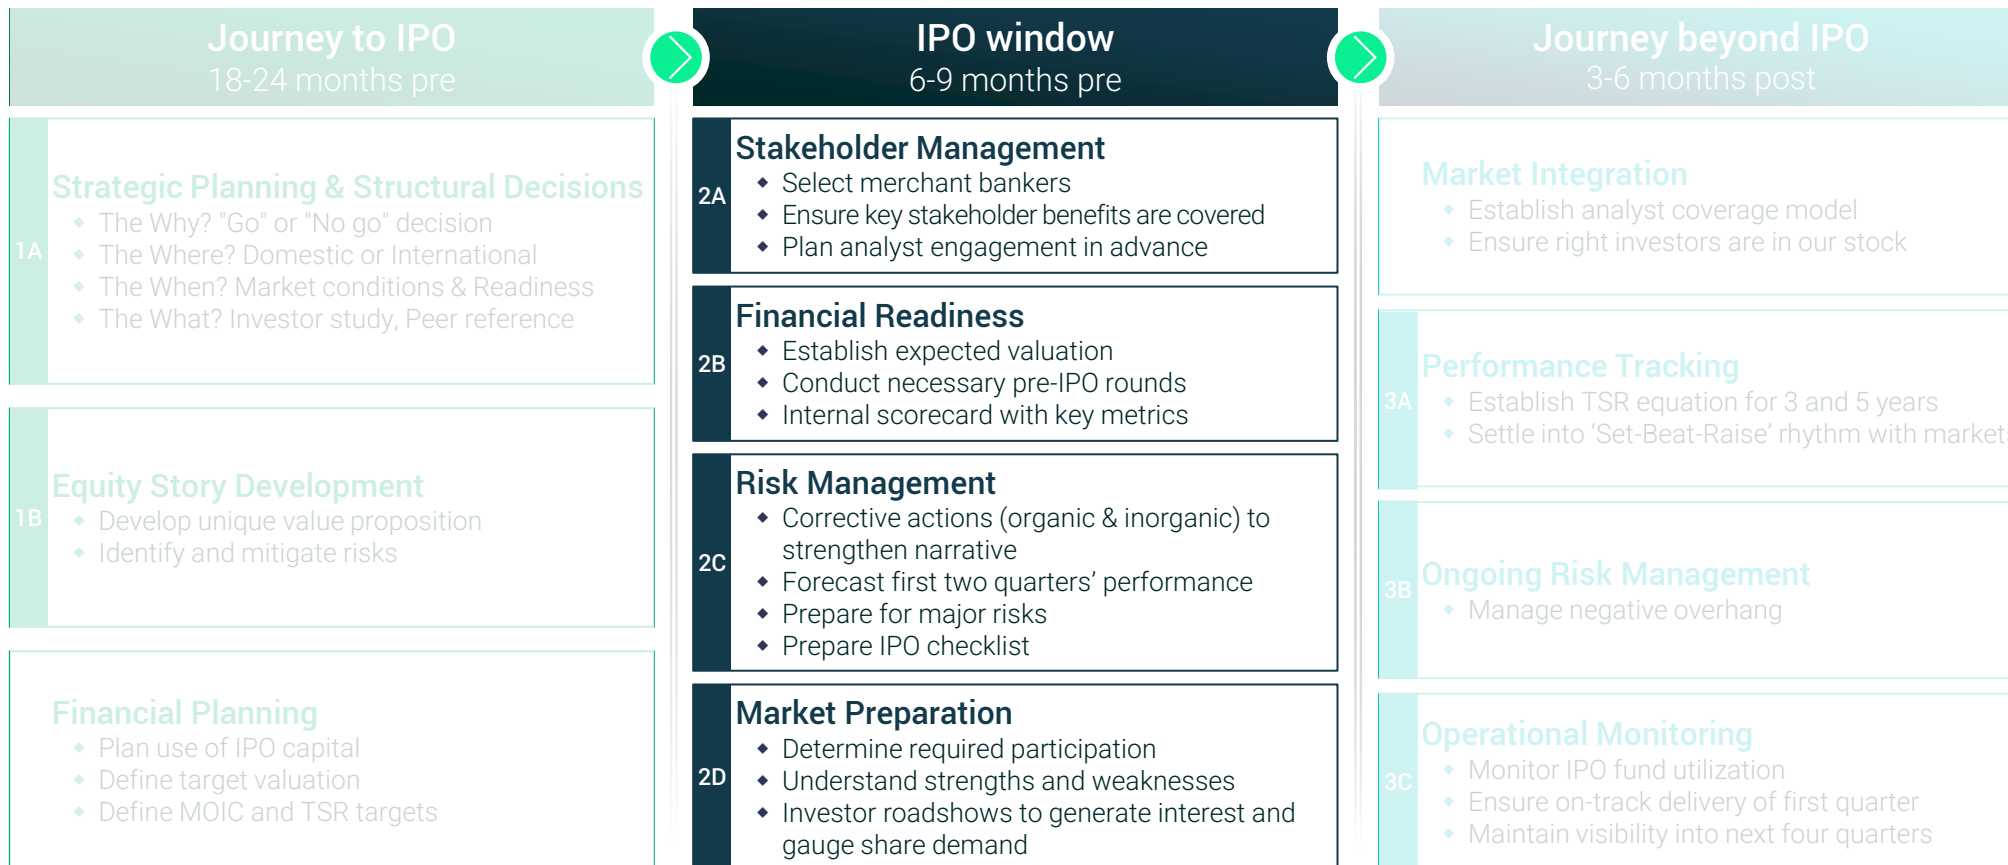 Journey to IPO
18-24 months pre
1A
Strategic Planning & Structural Decisions
The Why? "Go" or "No go" decision
The Where? Domestic or International
The When? Market conditions & Readiness
The What? Investor study, Peer reference
1B
Equity Story Development
Develop unique value proposition
Identify and mitigate risks
Financial Planning
Plan use of IPO capital
Define target valuation
Define MOIC and TSR targets
IPO window
6-9 months pre
2A
Stakeholder Management
Select merchant bankers
Ensure key stakeholder benefits are covered
Plan analyst engagement in advance
2B
Financial Readiness
Establish expected valuation
Conduct necessary pre-IPO rounds
Internal scorecard with key metrics
2C
Risk Management
Corrective actions (organic & inorganic) to
strengthen narrative
Forecast first two quarters’ performance
Prepare for major risks
Prepare IPO checklist
2D
Market Preparation
Determine required participation
Understand strengths and weaknesses
Investor roadshows to generate interest and
gauge share demand
Journey beyond IPO
3-6 months post
Market Integration
Establish analyst coverage model
Ensure right investors are in our stock
3A
Performance Tracking
Establish TSR equation for 3 and 5 years
Settle into ‘Set-Beat-Raise’ rhythm with markets
3B
Ongoing Risk Management
Manage negative overhang
3C
Operational Monitoring
Monitor IPO fund utilization
Ensure on-track delivery of first quarter
Maintain visibility into next four quarters